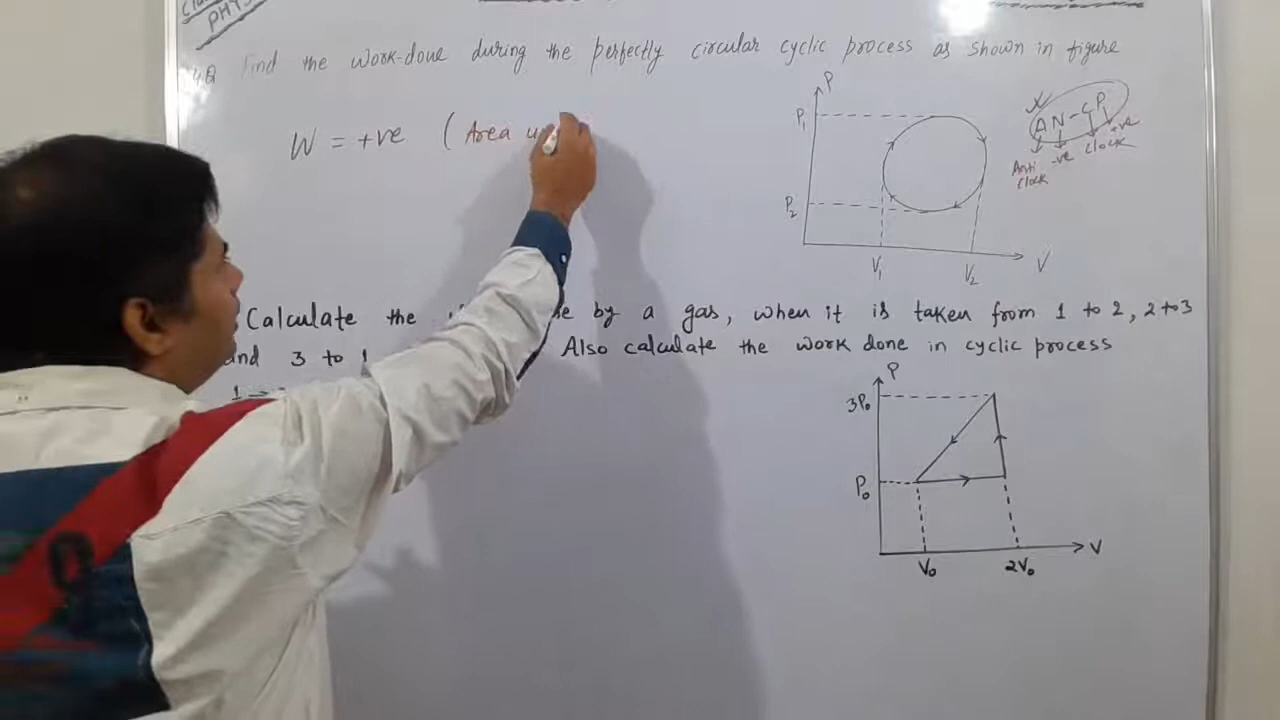 PHY
Find the work-done during the perfectly circular cyclic process as shown in figure
W = +ve (Area u
P
P1
P2
V1
V2
V
AN-CP
Anti clock
-ve
clock
+ve
Calculate the by a gas, when it is taken from 1 to 2, 2 to 3
and 3 to 1 Also calculate the work done in cyclic process
P
3P₀
P₀
V₀
2V₀
V